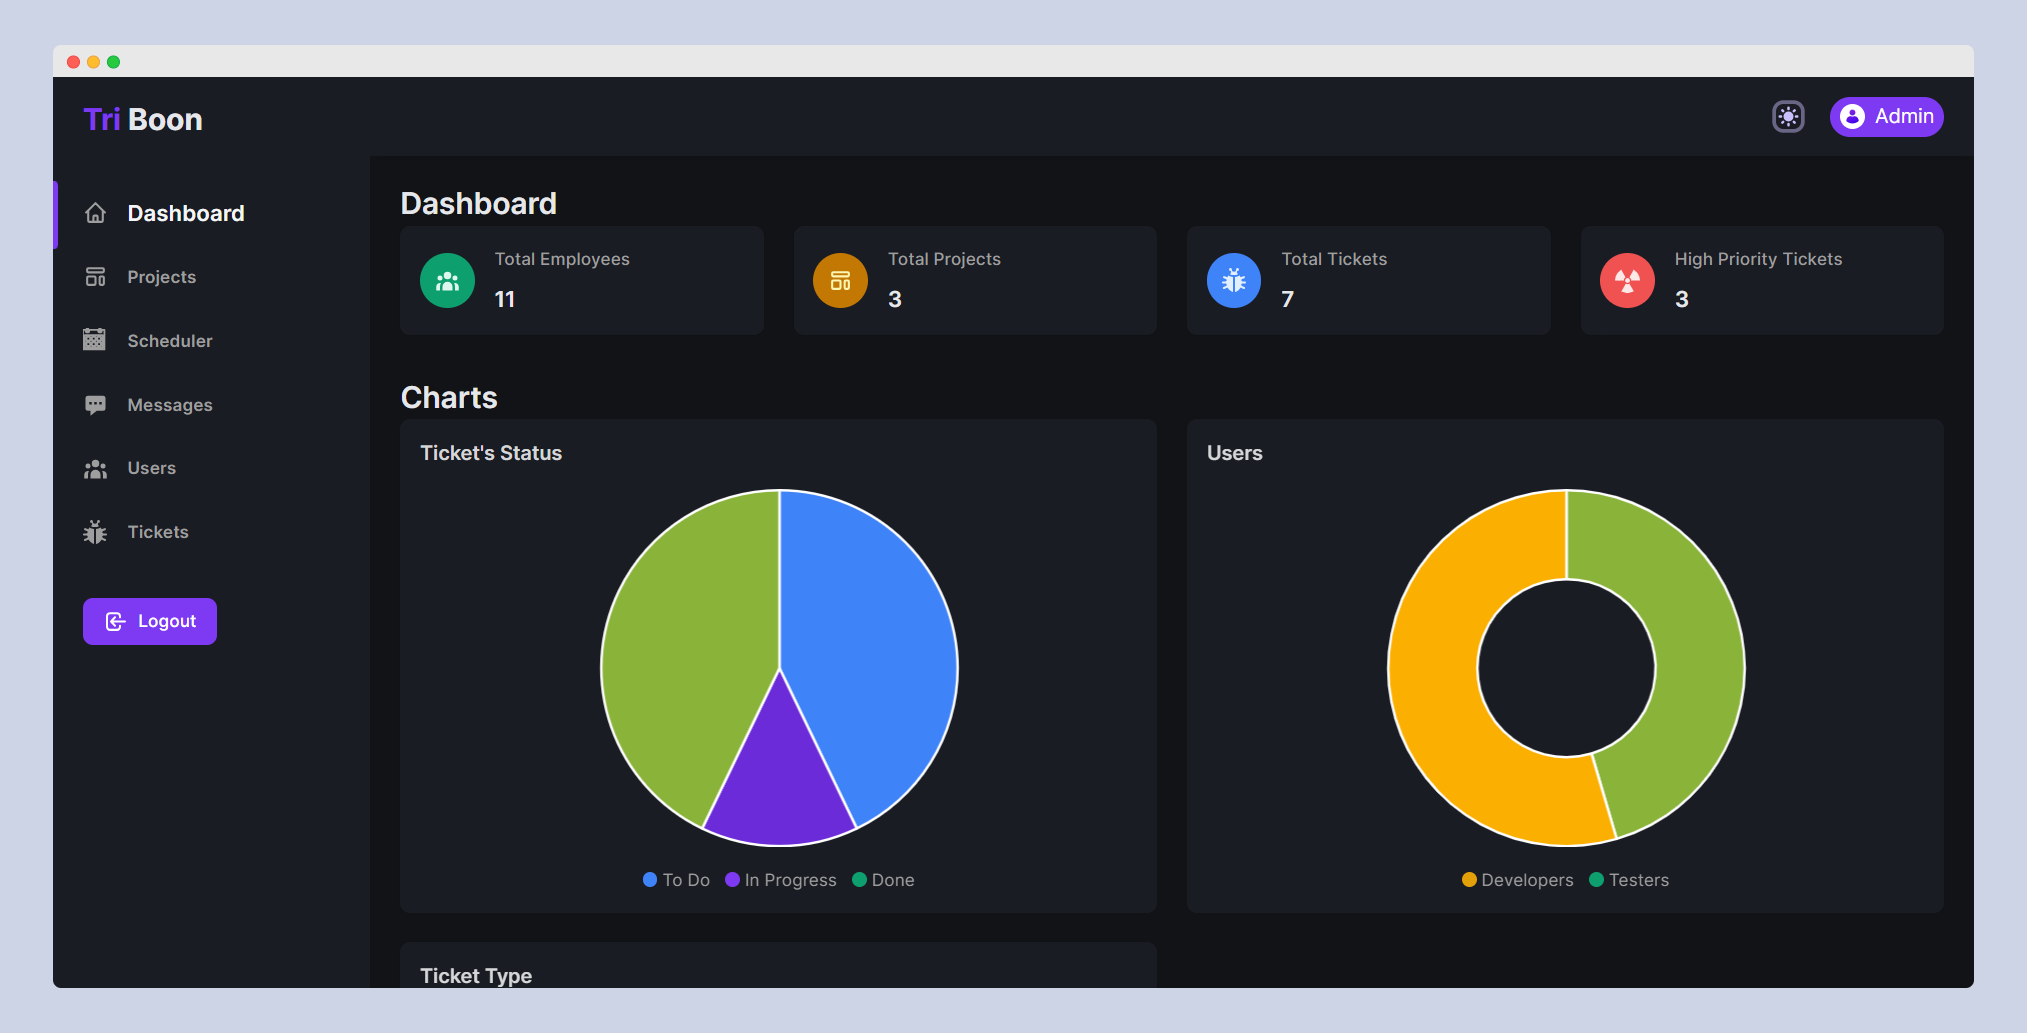 Tri Boon
Admin
Dashboard
Projects
Scheduler
Messages
Users
Tickets
Logout
Dashboard
Total Employees
11
Total Projects
3
Total Tickets
7
High Priority Tickets
3
Charts
Ticket's Status
To Do In Progress Done
Users
Developers Testers
Ticket Type